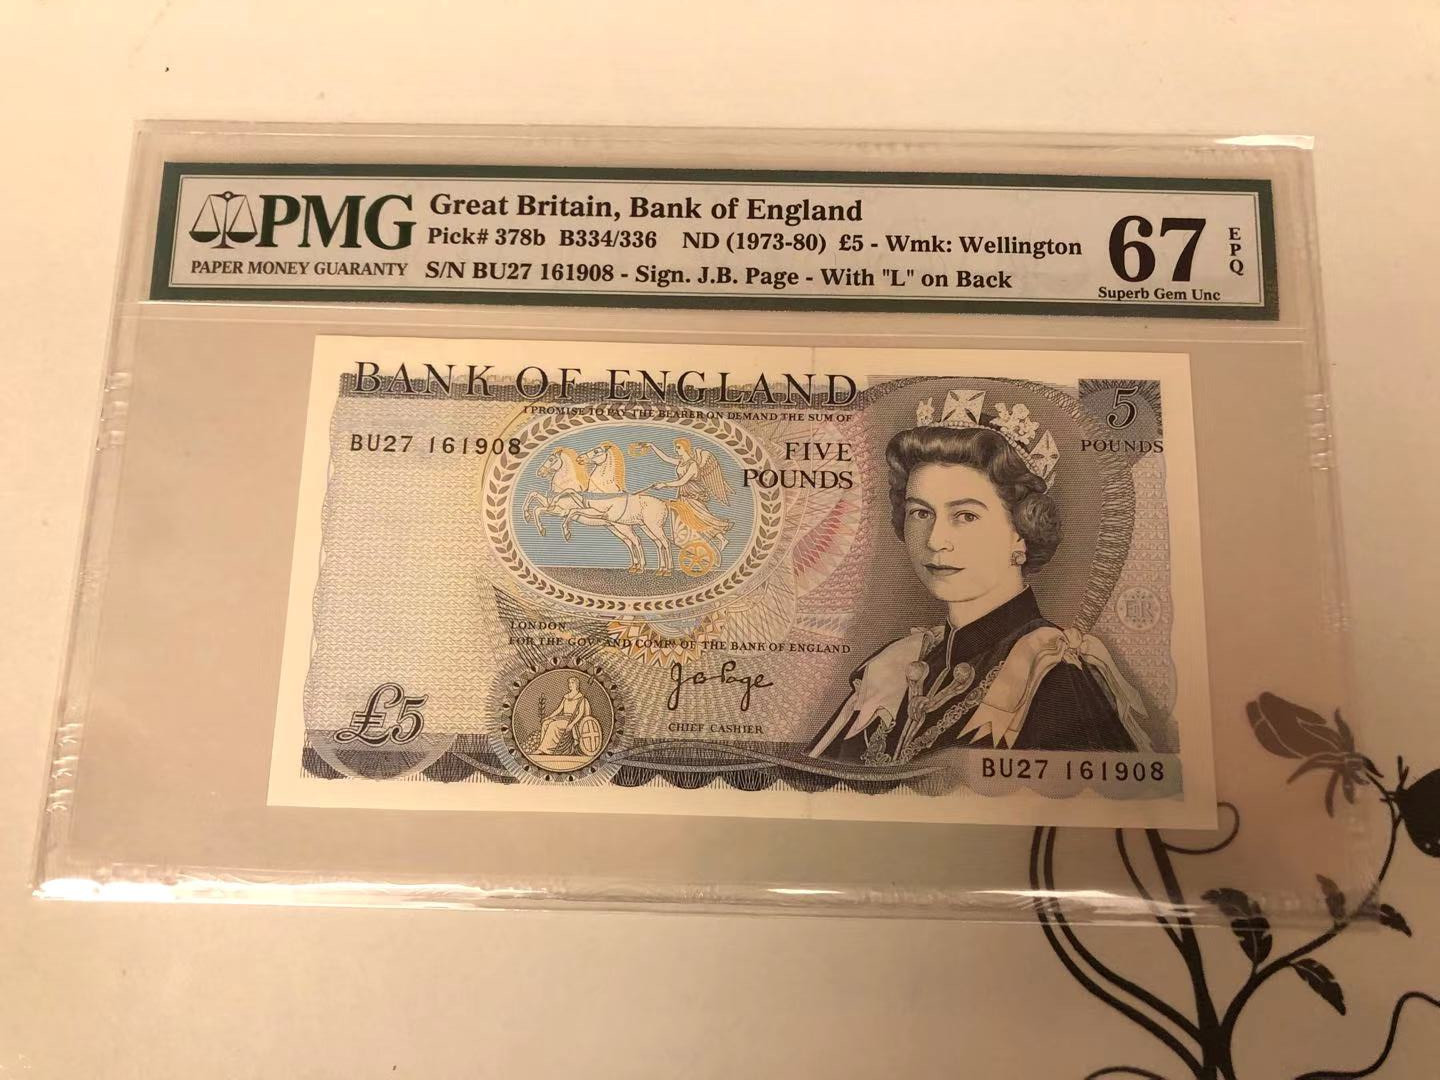 PMG
PAPER MONEY GUARANTY
Great Britain, Bank of England
Pick# 378b B334/336 ND (1973-80) £5 - Wmk: Wellington
S/N BU27 161908 - Sign. J.B. Page - With "L" on Back
67
EPQ
Superb Gem Unc
BANK OF ENGLAND
I PROMISE TO PAY THE BEARER ON DEMAND THE SUM OF
BU27 161908
FIVE
POUNDS
5
POUNDS
LONDON
FOR THE GOVR AND COMPA OF THE BANK OF ENGLAND
J B Page
CHIEF CASHIER
£5
EIIR
BU27 161908